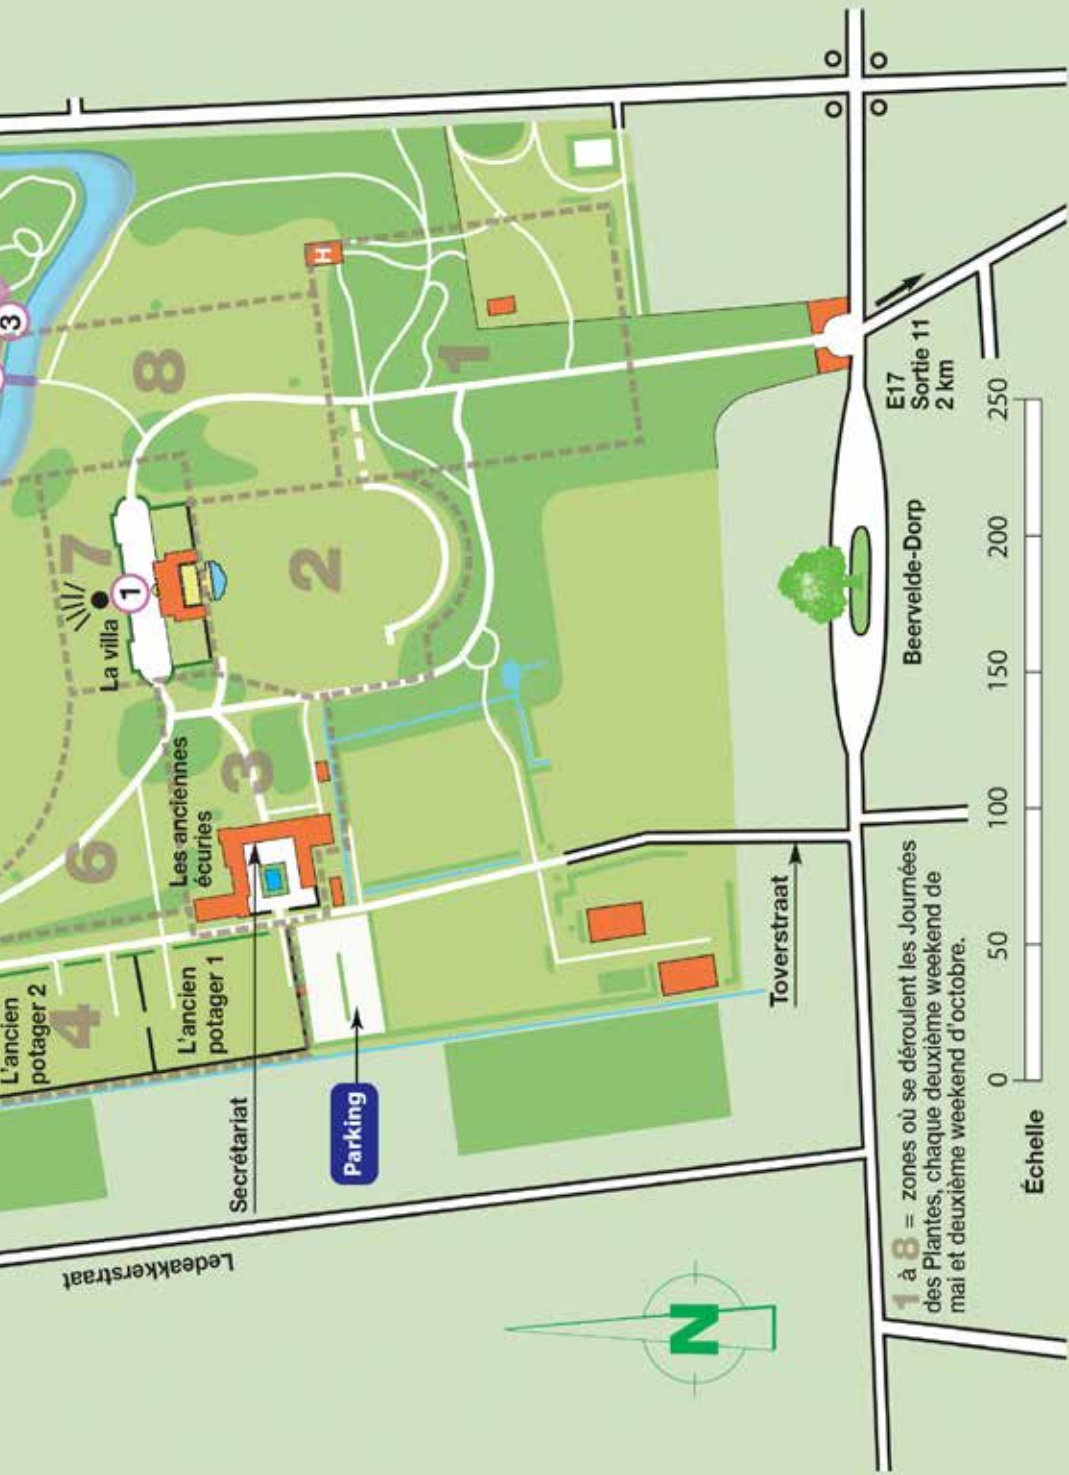 3
8
1
7
1
La villa
2
H
3
6
Les anciennes
écuries
L'ancien
potager 2
4
L'ancien
potager 1
Secrétariat
Parking
Toverstraat
Ledeakkerstraat
E17
Sortie 11
2 km
Beervelde-Dorp
N
1 à 8 = zones où se déroulent les Journées
des Plantes, chaque deuxième weekend de
mai et deuxième weekend d'octobre.
Échelle
0 50 100 150 200 250